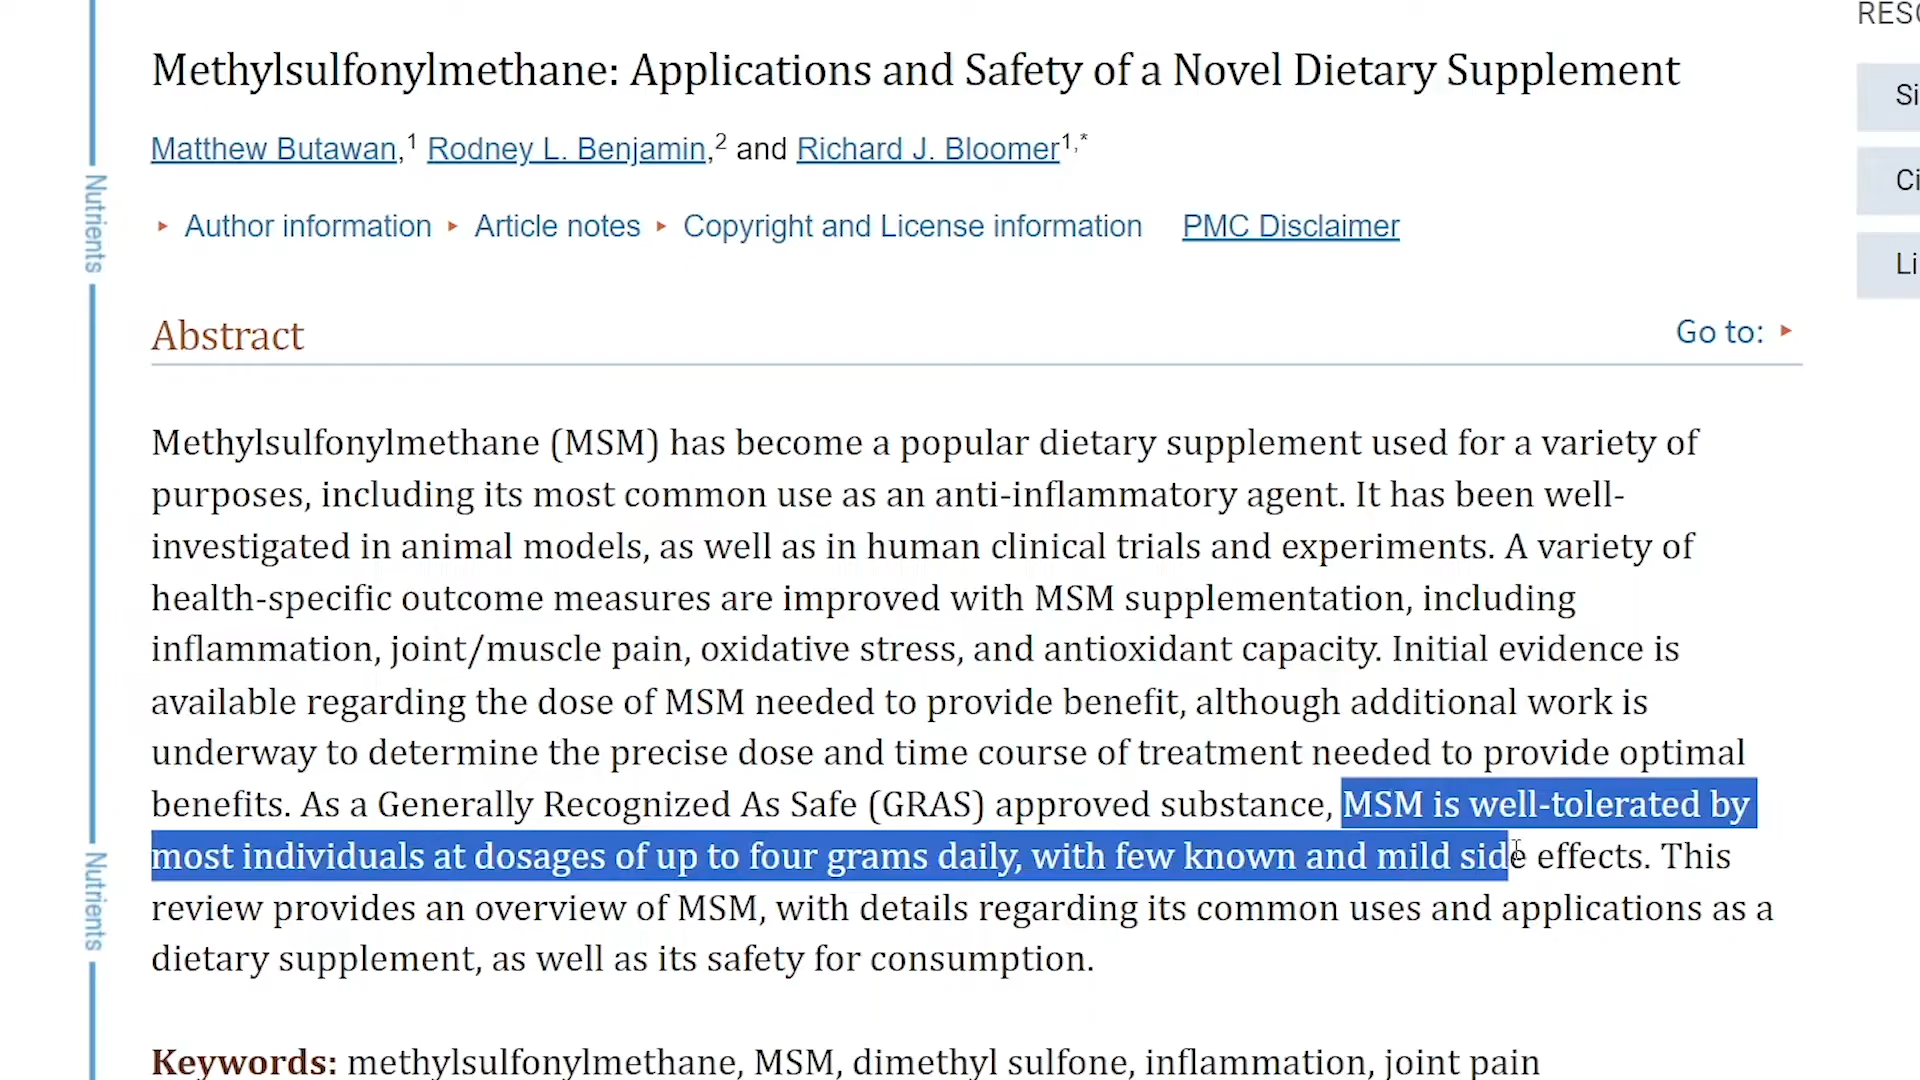 RESO
Methylsulfonylmethane: Applications and Safety of a Novel Dietary Supplement
Si
Matthew Butawan,1 Rodney L. Benjamin,2 and Richard J. Bloomer1,*
Ci
Nutrients
Author information Article notes Copyright and License information PMC Disclaimer
Li
Abstract
Go to:
Methylsulfonylmethane (MSM) has become a popular dietary supplement used for a variety of
purposes, including its most common use as an anti-inflammatory agent. It has been well-
investigated in animal models, as well as in human clinical trials and experiments. A variety of
health-specific outcome measures are improved with MSM supplementation, including
inflammation, joint/muscle pain, oxidative stress, and antioxidant capacity. Initial evidence is
available regarding the dose of MSM needed to provide benefit, although additional work is
underway to determine the precise dose and time course of treatment needed to provide optimal
benefits. As a Generally Recognized As Safe (GRAS) approved substance, MSM is well-tolerated by
most individuals at dosages of up to four grams daily, with few known and mild side effects. This
Nutrients
review provides an overview of MSM, with details regarding its common uses and applications as a
dietary supplement, as well as its safety for consumption.
Keywords: methylsulfonylmethane, MSM, dimethyl sulfone, inflammation, joint pain